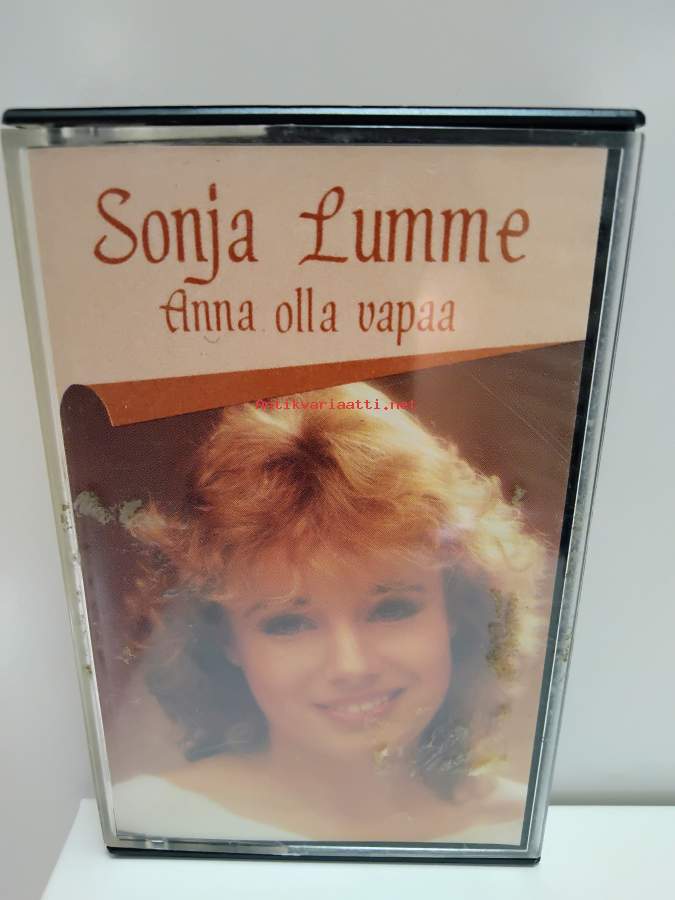 Sonja Lumme
Anna olla vapaa
Antikvariaatti.net